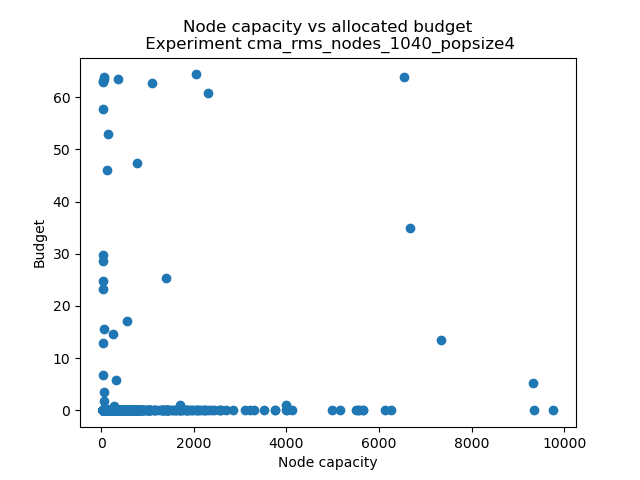 Node capacity vs allocated budget
Experiment cma_rms_nodes_1040_popsize4
60
50
40
30
20
10
0
Budget
0 2000 4000 6000 8000 10000
Node capacity